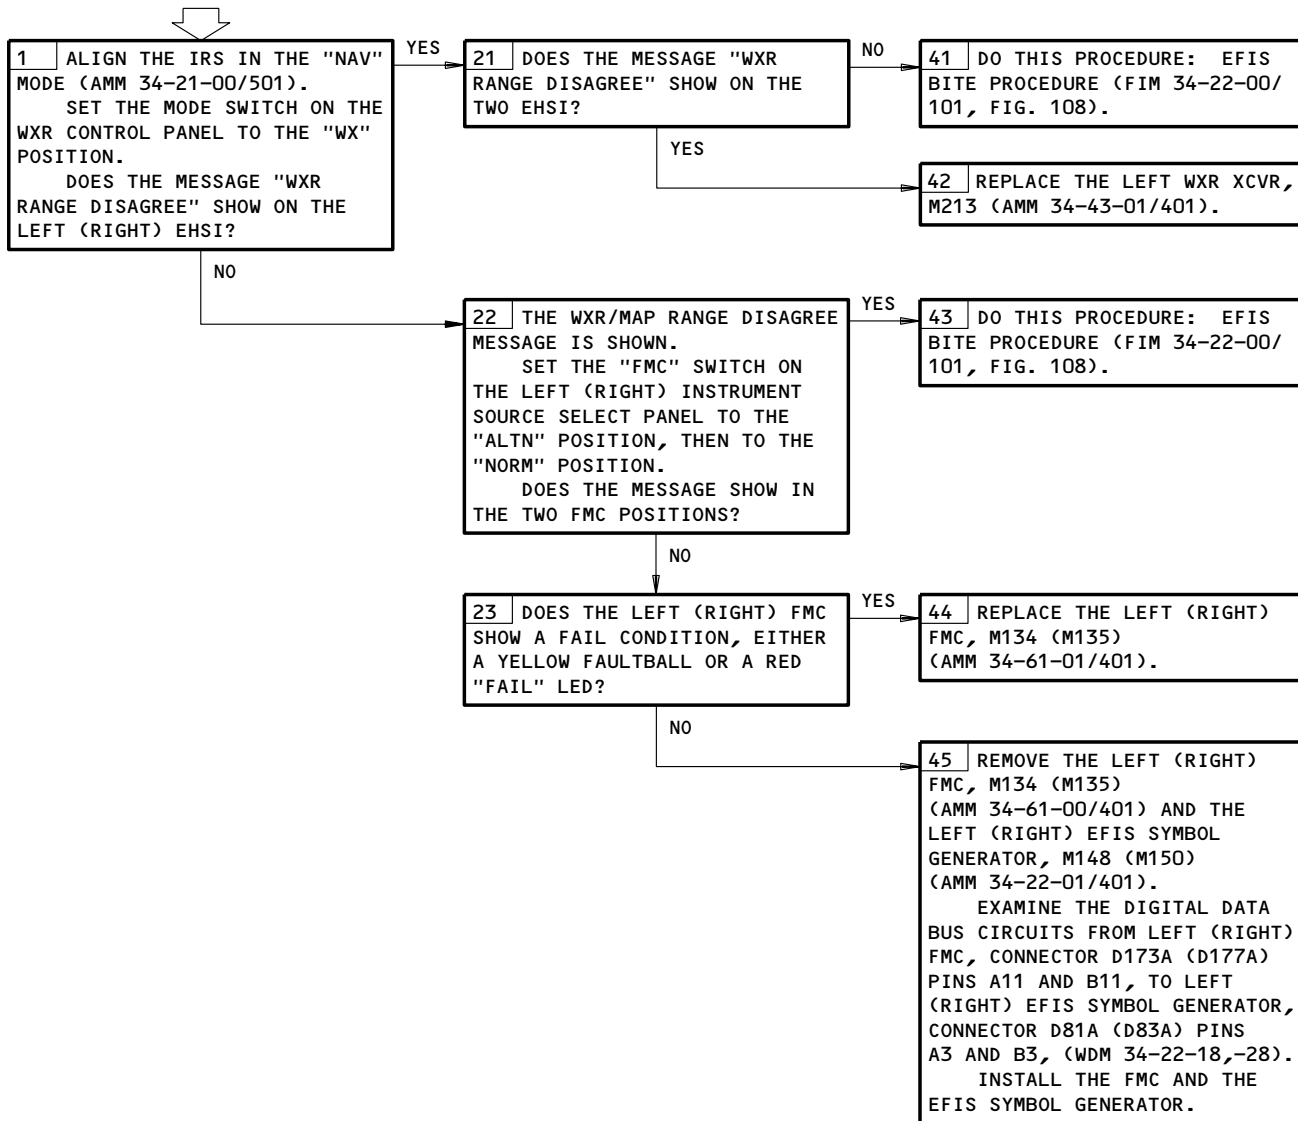 1 ALIGN THE IRS IN THE "NAV"
MODE (AMM 34-21-00/501).
SET THE MODE SWITCH ON THE
WXR CONTROL PANEL TO THE "WX"
POSITION.
DOES THE MESSAGE "WXR
RANGE DISAGREE" SHOW ON THE
LEFT (RIGHT) EHSI?
YES
NO
21 DOES THE MESSAGE "WXR
RANGE DISAGREE" SHOW ON THE
TWO EHSI?
NO
YES
41 DO THIS PROCEDURE: EFIS
BITE PROCEDURE (FIM 34-22-00/
101, FIG. 108).
42 REPLACE THE LEFT WXR XCVR,
M213 (AMM 34-43-01/401).
22 THE WXR/MAP RANGE DISAGREE
MESSAGE IS SHOWN.
SET THE "FMC" SWITCH ON
THE LEFT (RIGHT) INSTRUMENT
SOURCE SELECT PANEL TO THE
"ALTN" POSITION, THEN TO THE
"NORM" POSITION.
DOES THE MESSAGE SHOW IN
THE TWO FMC POSITIONS?
YES
NO
43 DO THIS PROCEDURE: EFIS
BITE PROCEDURE (FIM 34-22-00/
101, FIG. 108).
23 DOES THE LEFT (RIGHT) FMC
SHOW A FAIL CONDITION, EITHER
A YELLOW FAULTBALL OR A RED
"FAIL" LED?
YES
NO
44 REPLACE THE LEFT (RIGHT)
FMC, M134 (M135)
(AMM 34-61-01/401).
45 REMOVE THE LEFT (RIGHT)
FMC, M134 (M135)
(AMM 34-61-00/401) AND THE
LEFT (RIGHT) EFIS SYMBOL
GENERATOR, M148 (M150)
(AMM 34-22-01/401).
EXAMINE THE DIGITAL DATA
BUS CIRCUITS FROM LEFT (RIGHT)
FMC, CONNECTOR D173A (D177A)
PINS A11 AND B11, TO LEFT
(RIGHT) EFIS SYMBOL GENERATOR,
CONNECTOR D81A (D83A) PINS
A3 AND B3, (WDM 34-22-18,-28).
INSTALL THE FMC AND THE
EFIS SYMBOL GENERATOR.